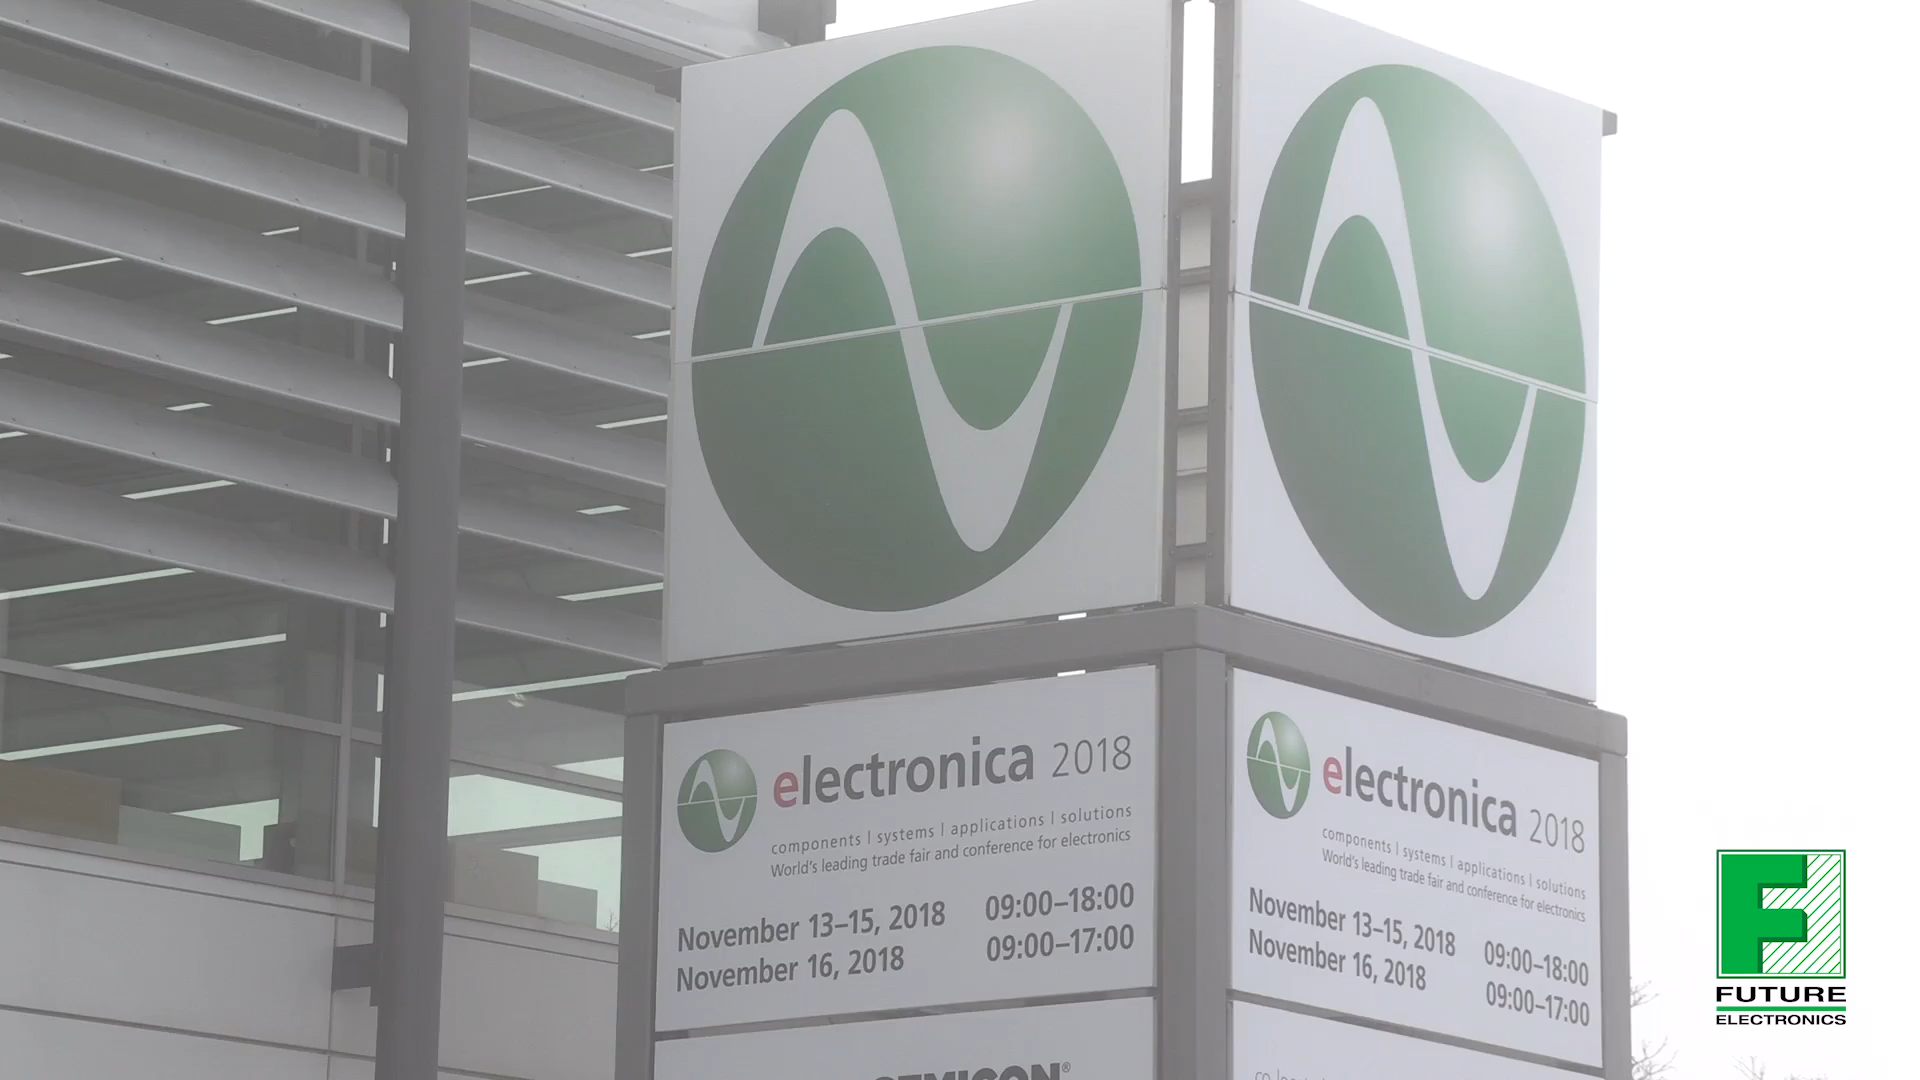 electronica 2018
components | systems | applications | solutions
World's leading trade fair and conference for electronics
November 13–15, 2018 09:00–18:00
November 16, 2018 09:00–17:00
electronica 2018
components | systems | applications | solutions
World's leading trade fair and conference for electronics
November 13–15, 2018 09:00–18:00
November 16, 2018 09:00–17:00
F
FUTURE
ELECTRONICS